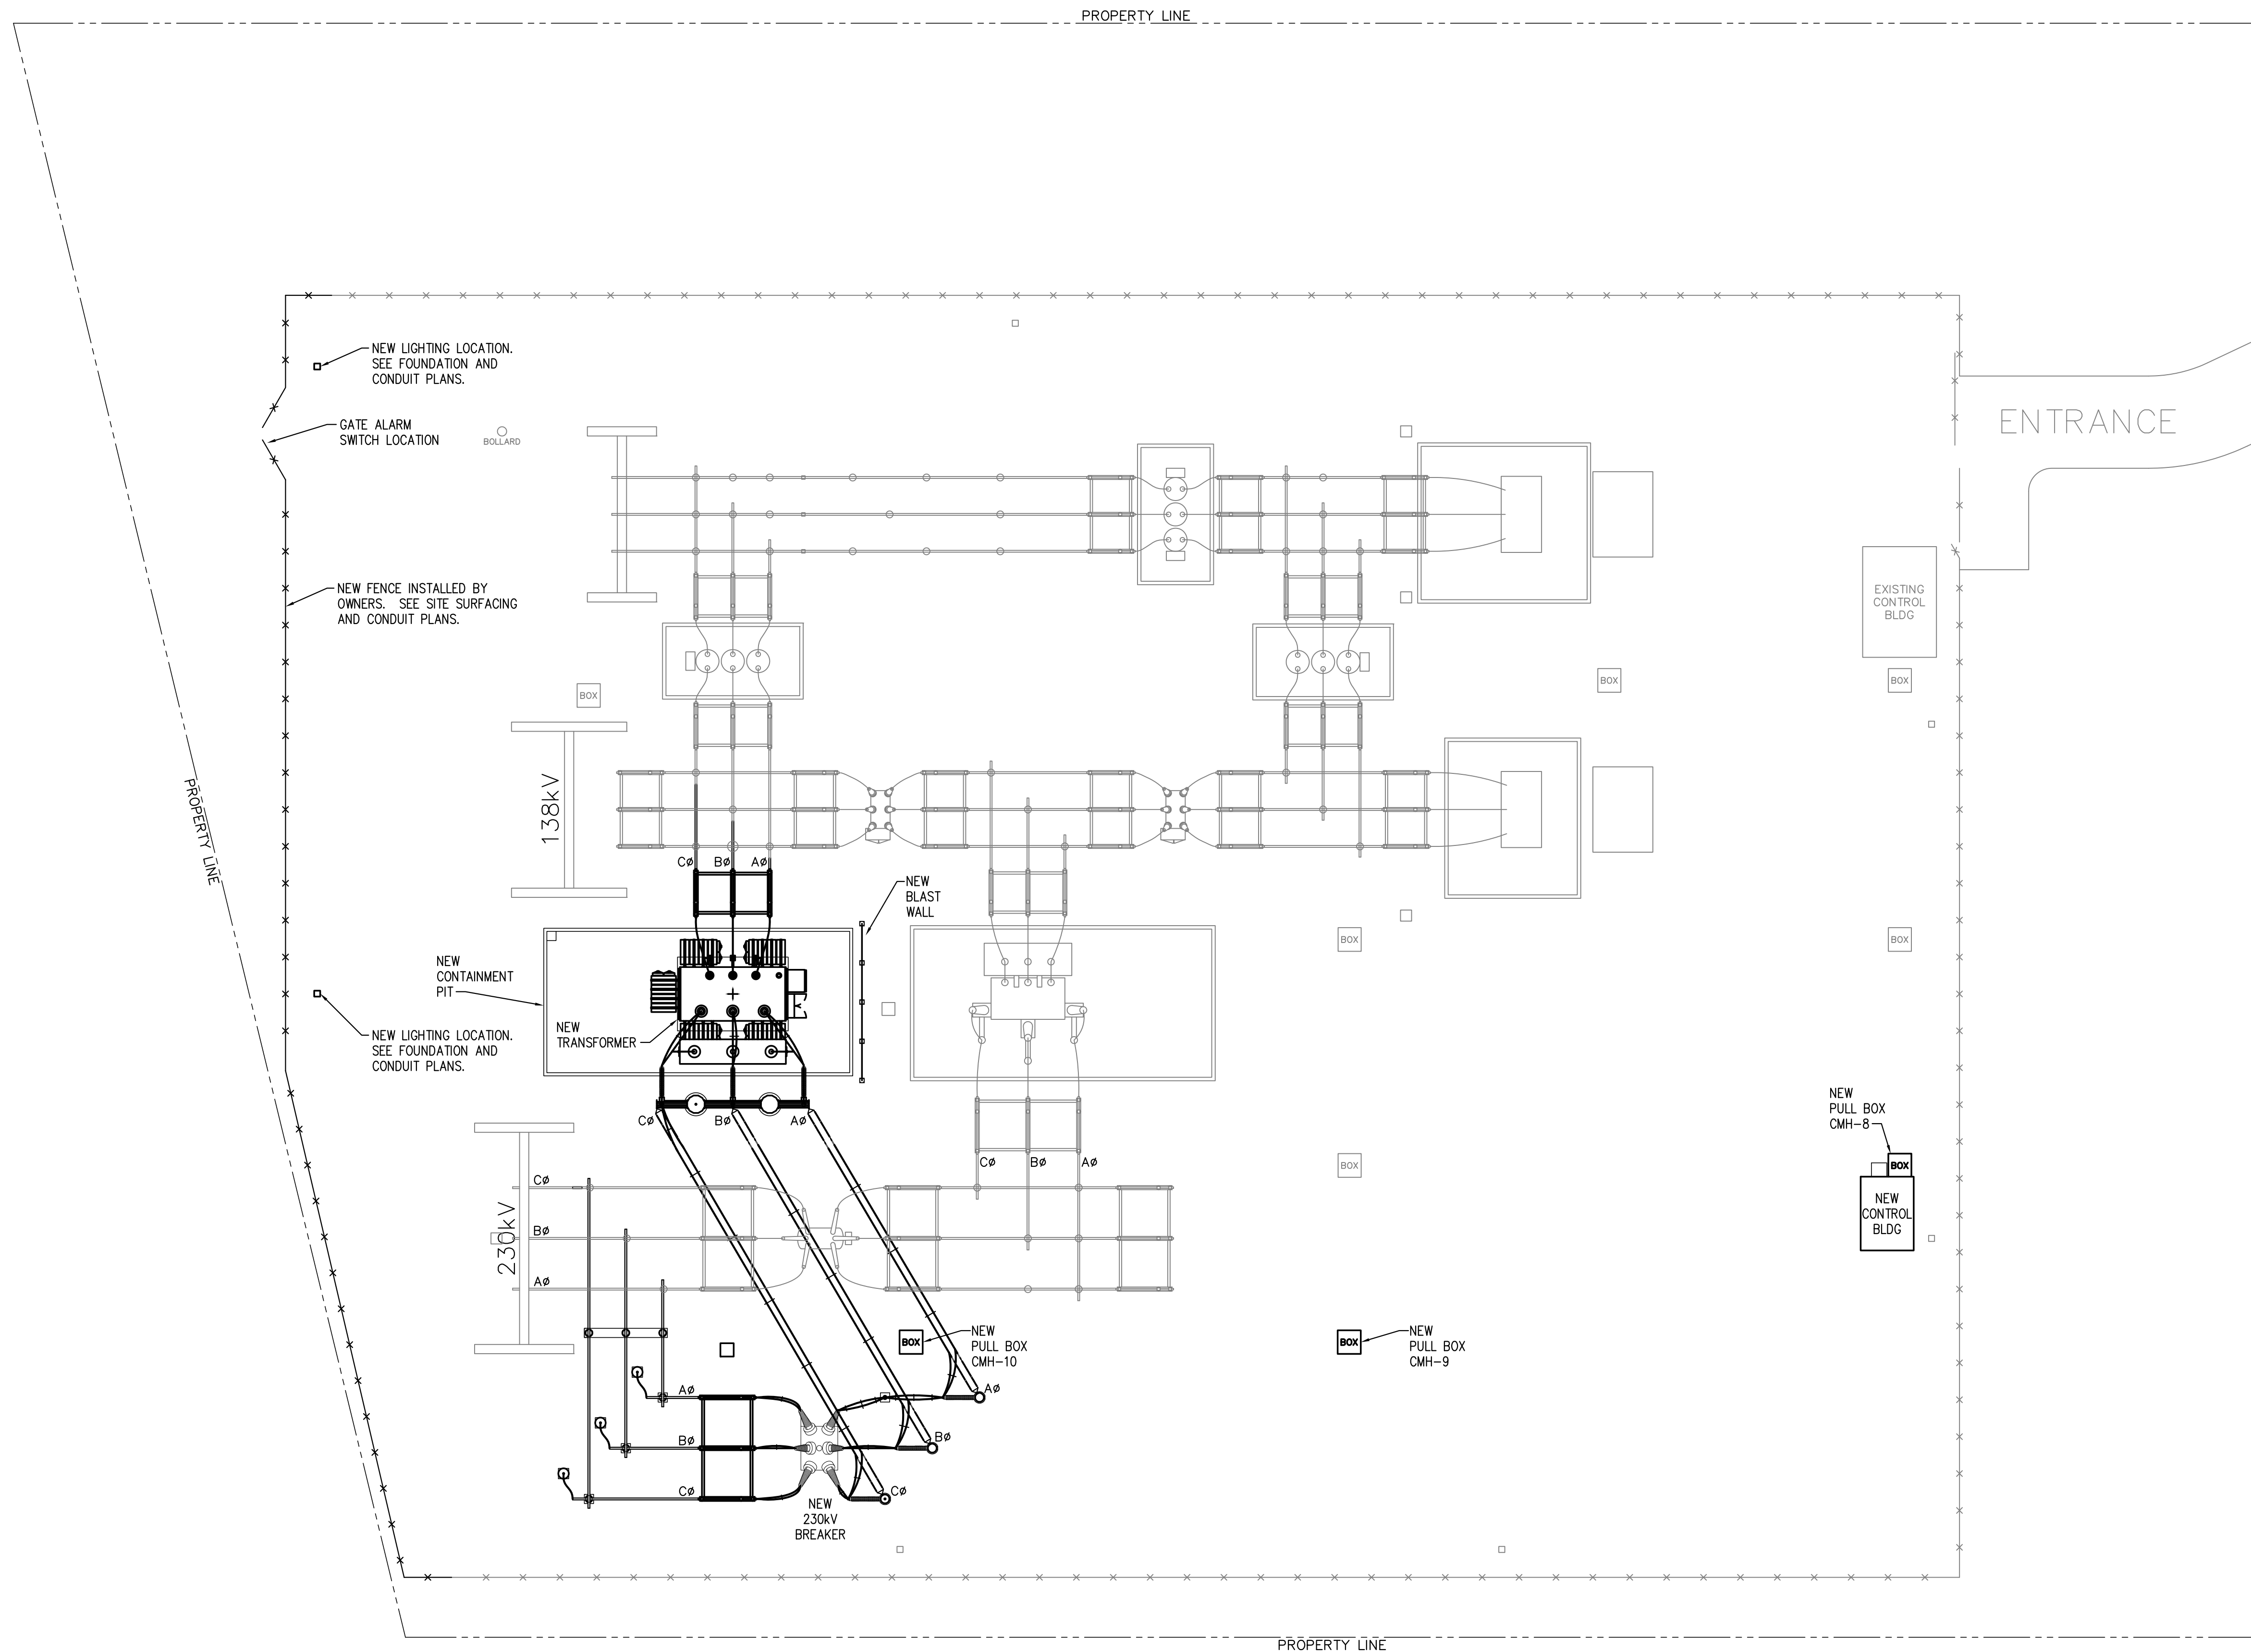 PROPERTY LINE
NEW LIGHTING LOCATION.
SEE FOUNDATION AND
CONDUIT PLANS.
GATE ALARM
SWITCH LOCATION
BOLLARD
ENTRANCE
NEW FENCE INSTALLED BY
OWNERS.  SEE SITE SURFACING
AND CONDUIT PLANS.
EXISTING
CONTROL
BLDG
BOX
BOX
BOX
138kV
PROPERTY LINE
CØ
BØ
AØ
NEW
BLAST
WALL
BOX
BOX
NEW
CONTAINMENT
PIT
NEW
TRANSFORMER
NEW LIGHTING LOCATION.
SEE FOUNDATION AND
CONDUIT PLANS.
CØ
BØ
AØ
NEW
PULL BOX
CMH-8
BOX
NEW
CONTROL
BLDG
CØ
BØ
AØ
BOX
230kV
CØ
BØ
AØ
BOX
NEW
PULL BOX
CMH-10
BOX
NEW
PULL BOX
CMH-9
AØ
AØ
BØ
BØ
CØ
CØ
NEW
230kV
BREAKER
PROPERTY LINE